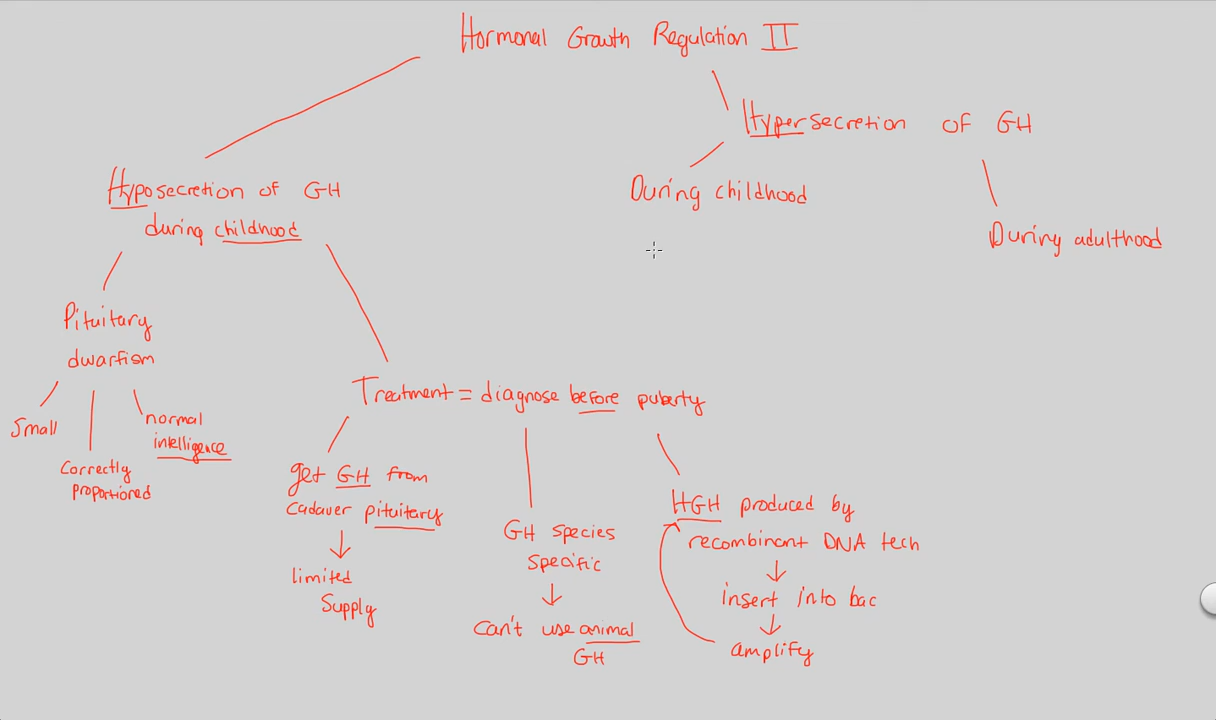 Hormonal Growth Regulation II
Hypersecretion of GH
During childhood
During adulthood
Hyposecretion of GH
during childhood
Pituitary
dwarfism
Small
Correctly
proportioned
normal
intelligence
Treatment = diagnose before puberty
get GH from
Cadaver pituitary
↓
limited
Supply
GH species
specific
↓
Can't use animal
GH
HGH produced by
recombinant DNA tech
↓
insert into bac
↓
amplify